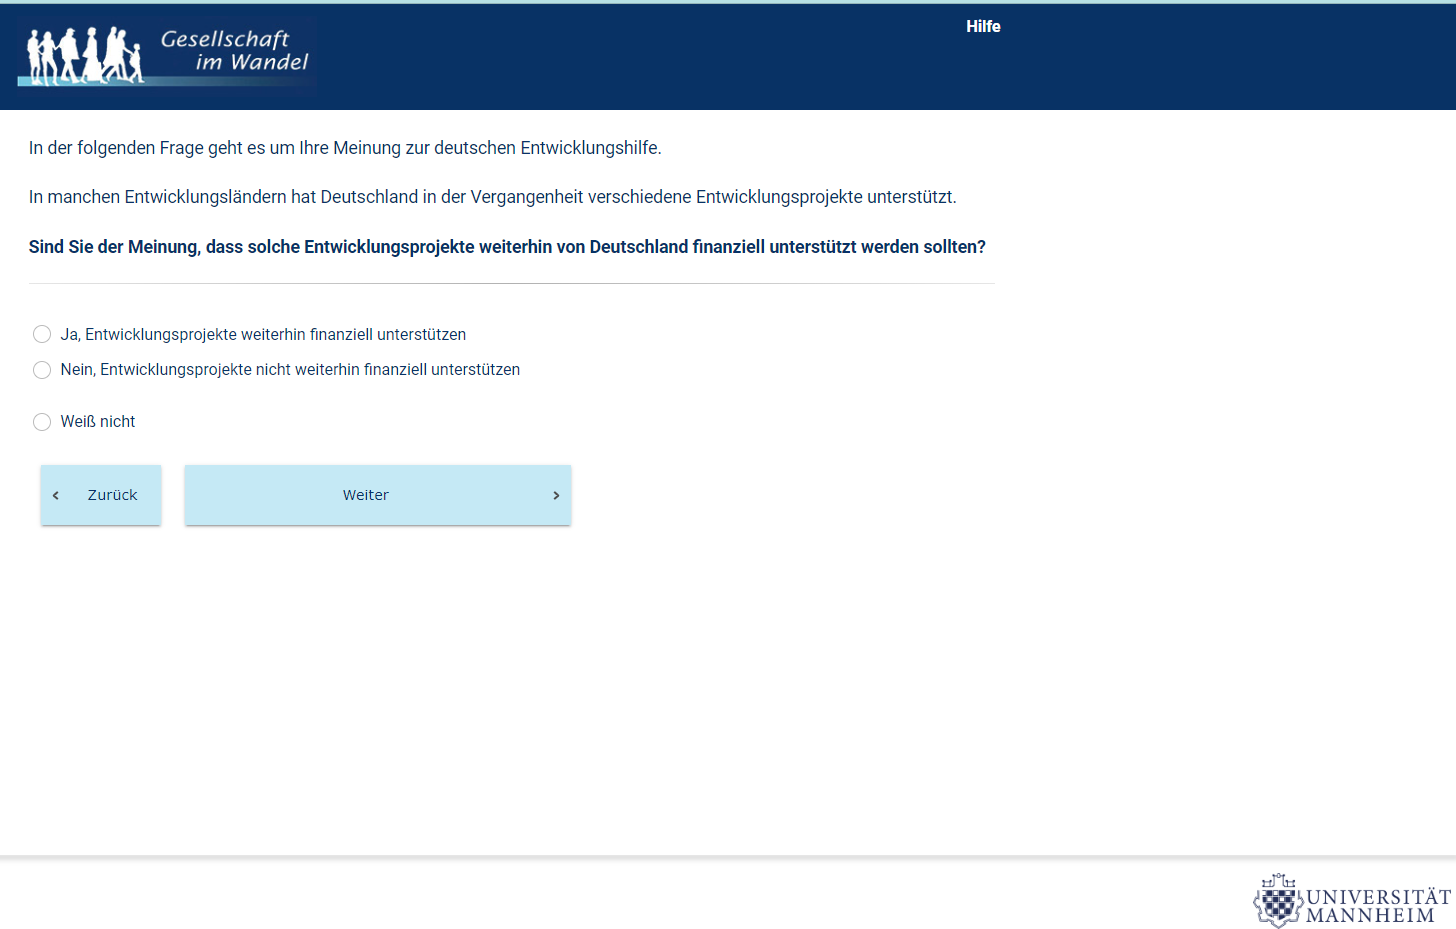 Gesellschaft
im Wandel
Hilfe
In der folgenden Frage geht es um Ihre Meinung zur deutschen Entwicklungshilfe.
In manchen Entwicklungsländern hat Deutschland in der Vergangenheit verschiedene Entwicklungsprojekte unterstützt.
Sind Sie der Meinung, dass solche Entwicklungsprojekte weiterhin von Deutschland finanziell unterstützt werden sollten?
Ja, Entwicklungsprojekte weiterhin finanziell unterstützen
Nein, Entwicklungsprojekte nicht weiterhin finanziell unterstützen
Weiß nicht
‹ Zurück
Weiter ›
UNIVERSITÄT
MANNHEIM